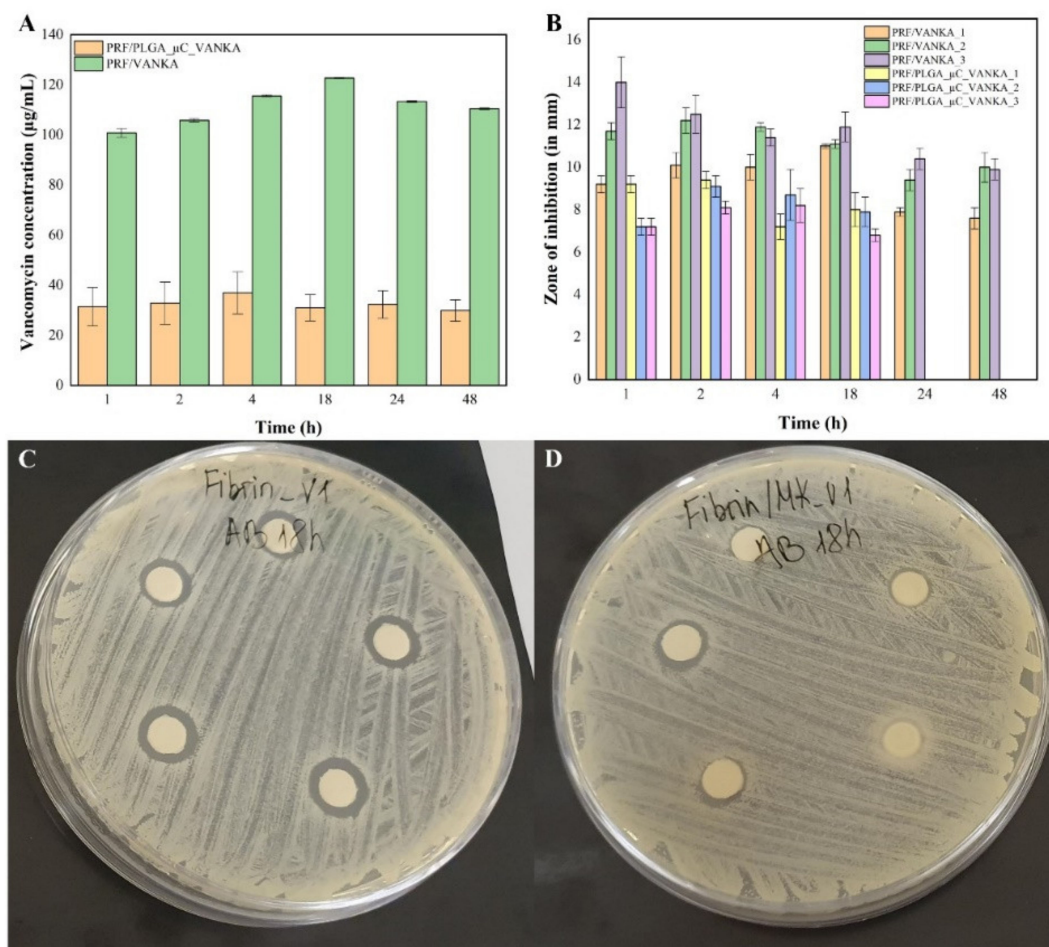 A
PRF/PLGA_µC_VANKA
PRF/VANKA
Vancomycin concentration (µg/mL)
140
120
100
80
60
40
20
0
1 2 4 18 24 48
Time (h)
B
PRF/VANKA_1
PRF/VANKA_2
PRF/VANKA_3
PRF/PLGA_µC_VANKA_1
PRF/PLGA_µC_VANKA_2
PRF/PLGA_µC_VANKA_3
Zone of inhibition (in mm)
16
14
12
10
8
6
4
2
0
1 2 4 18 24 48
Time (h)
C
Fibrin_V1
AB 18h
D
Fibrin/MK_V1
AB 18h